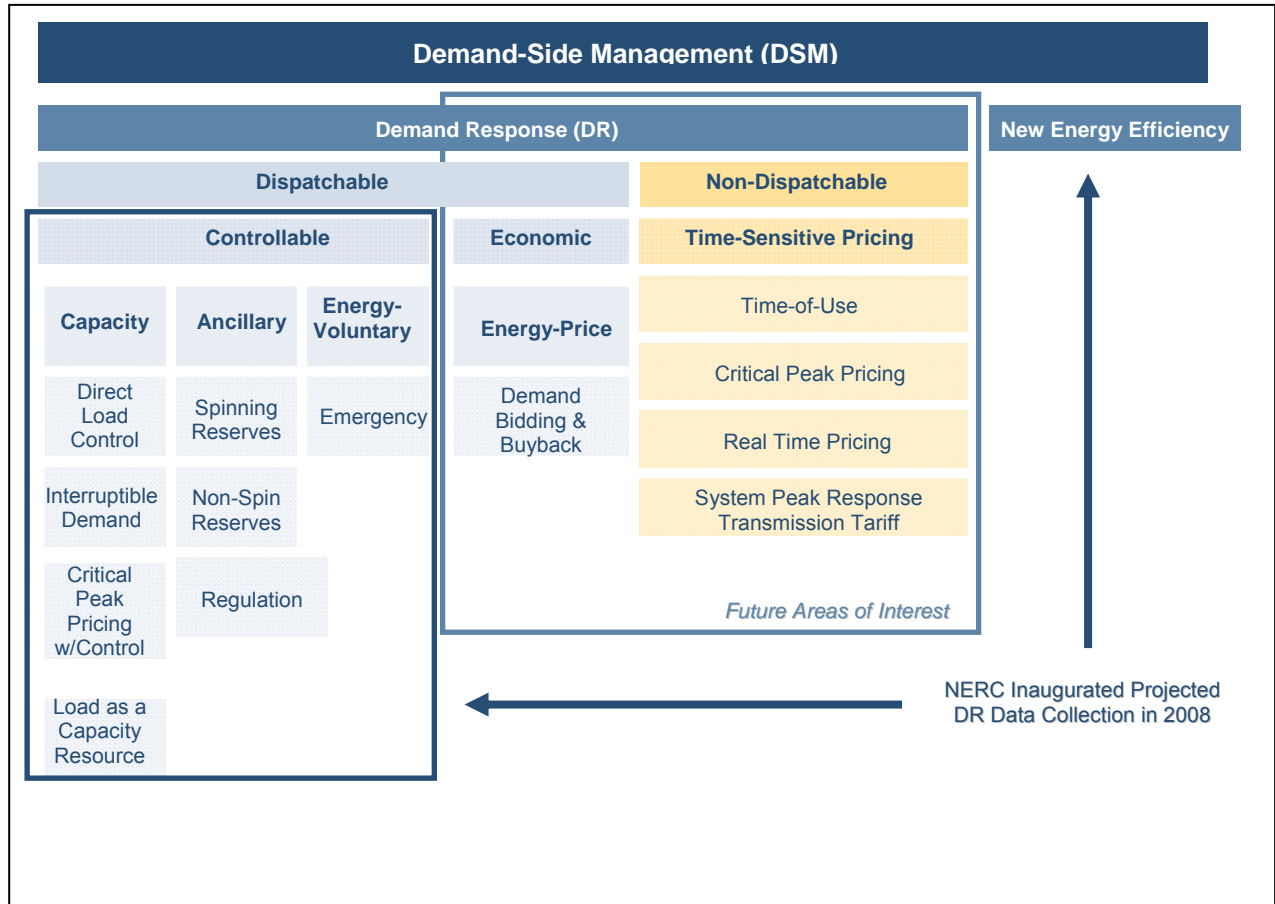 Demand-Side Management (DSM)
Demand Response (DR)
New Energy Efficiency
Dispatchable
Non-Dispatchable
Controllable
Economic
Time-Sensitive Pricing
Capacity
Ancillary
Energy-
Voluntary
Energy-Price
Time-of-Use
Critical Peak Pricing
Real Time Pricing
System Peak Response
Transmission Tariff
Direct
Load
Control
Spinning
Reserves
Emergency
Demand
Bidding &
Buyback
Interruptible
Demand
Non-Spin
Reserves
Critical
Peak
Pricing
w/Control
Regulation
Load as a
Capacity
Resource
Future Areas of Interest
NERC Inaugurated Projected
DR Data Collection in 2008